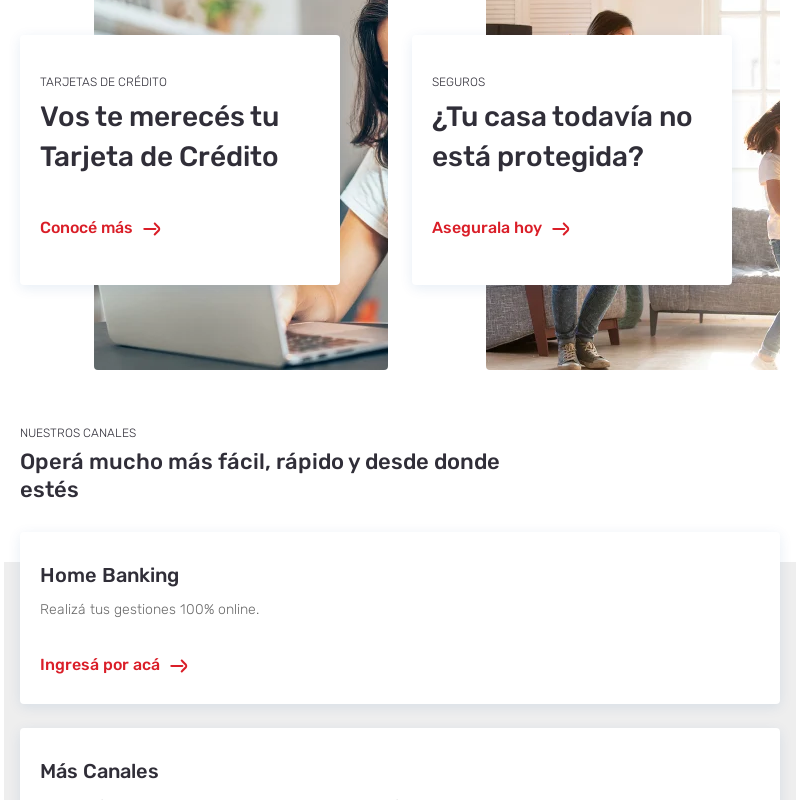 TARJETAS DE CRÉDITO
Vos te merecés tu
Tarjeta de Crédito
Conocé más
SEGUROS
¿Tu casa todavía no
está protegida?
Asegurala hoy
NUESTROS CANALES
Operá mucho más fácil, rápido y desde donde
estés
Home Banking
Realizá tus gestiones 100% online.
Ingresá por acá
Más Canales